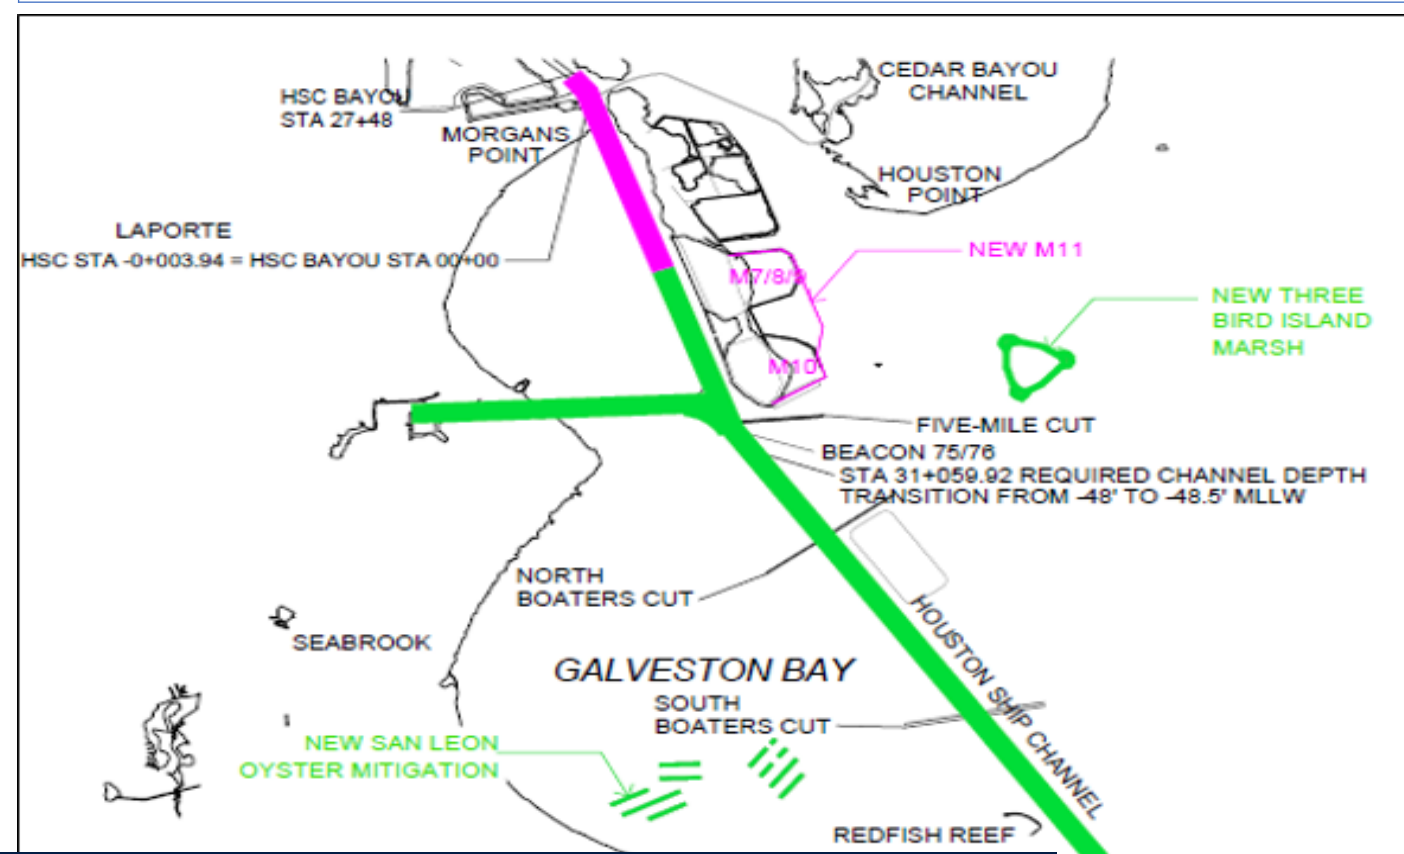 CEDAR BAYOU
CHANNEL
HSC BAYOU
STA 27+48
MORGANS
POINT
HOUSTON
POINT
LAPORTE
HSC STA -0+003.94 = HSC BAYOU STA 00+00
NEW M11
M7/8/9
NEW THREE
BIRD ISLAND
MARSH
M10
FIVE-MILE CUT
BEACON 75/76
STA 31+059.92 REQUIRED CHANNEL DEPTH
TRANSITION FROM -48' TO -48.5' MLLW
NORTH
BOATERS CUT
HOUSTON SHIP CHANNEL
SEABROOK
GALVESTON BAY
SOUTH
BOATERS CUT
NEW SAN LEON
OYSTER MITIGATION
REDFISH REEF